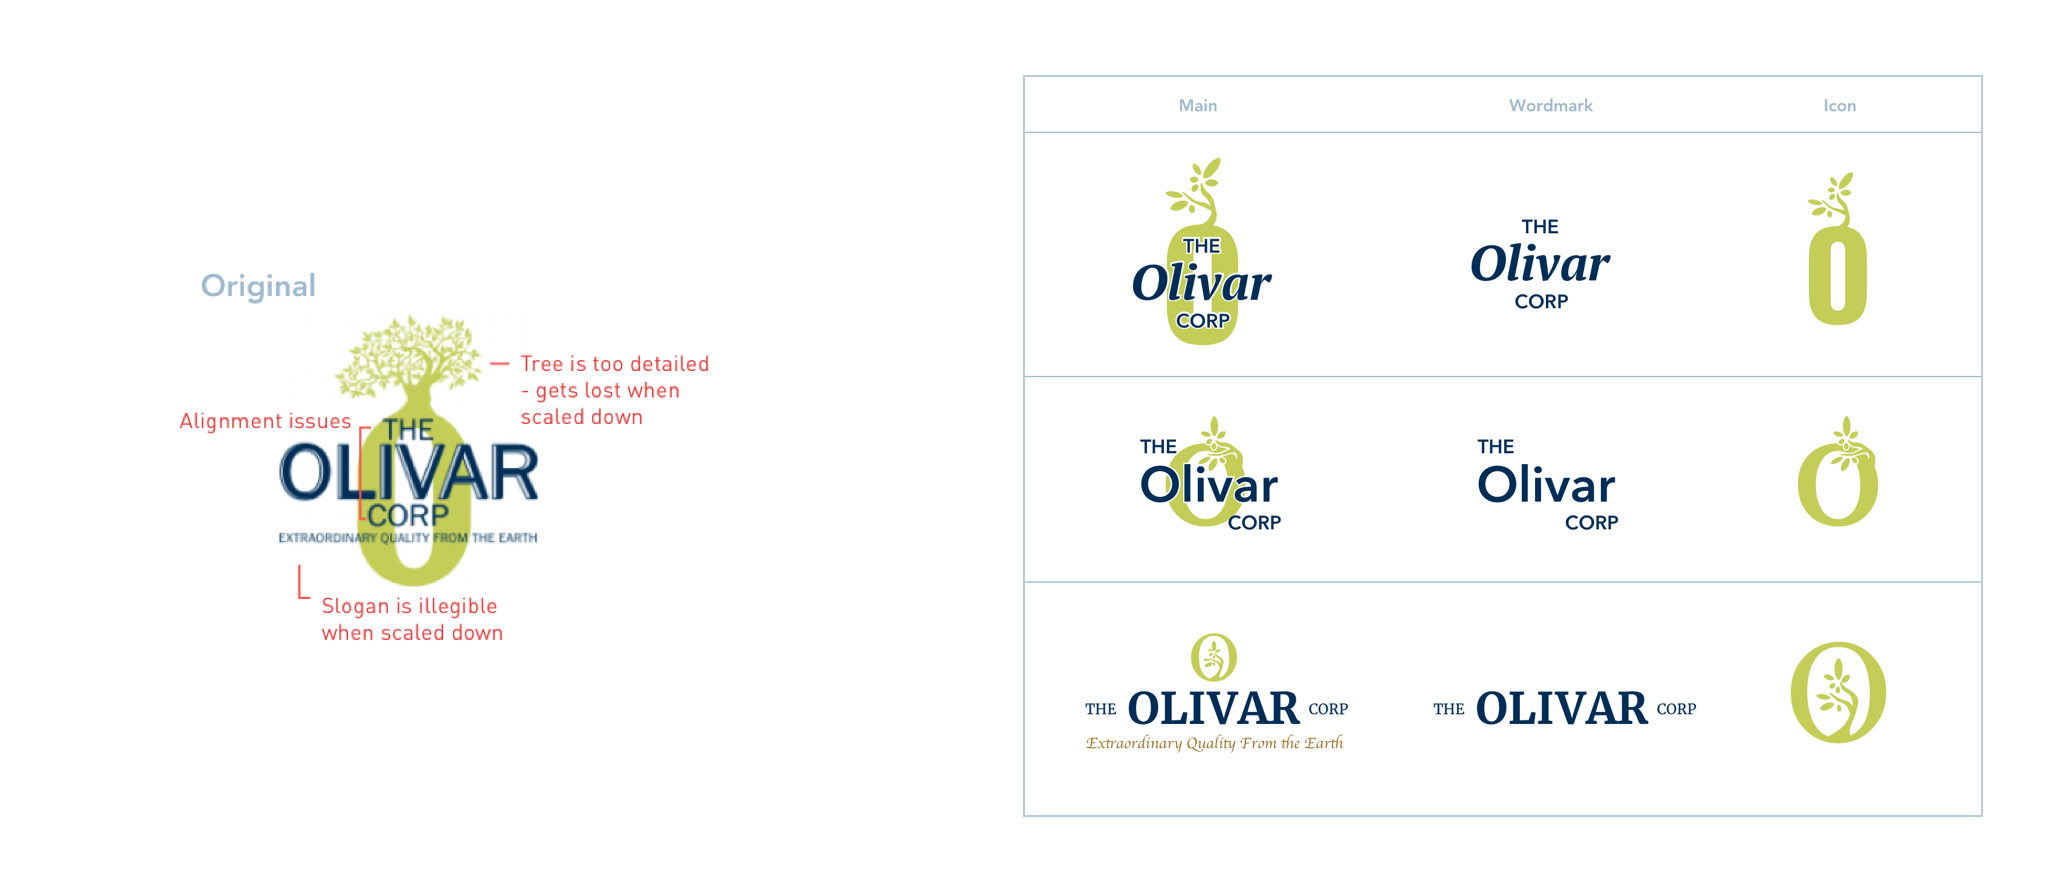 Original
Tree is too detailed
- gets lost when
scaled down
Alignment issues
THE
OLIVAR
CORP
EXTRAORDINARY QUALITY FROM THE EARTH
Slogan is illegible
when scaled down
Main Wordmark Icon
THE
Olivar
CORP
THE
Olivar
CORP
THE
Olivar
CORP
THE
Olivar
CORP
THE OLIVAR CORP
Extraordinary Quality From the Earth
THE OLIVAR CORP